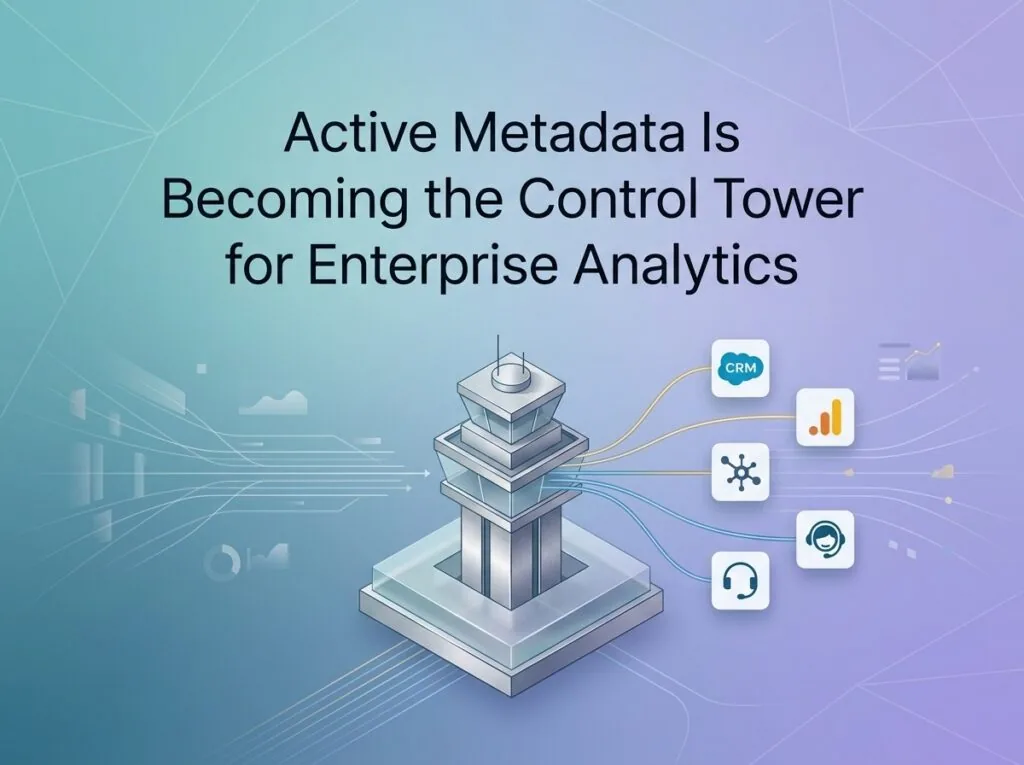 Active Metadata Is
Becoming the Control Tower
for Enterprise Analytics
CRM